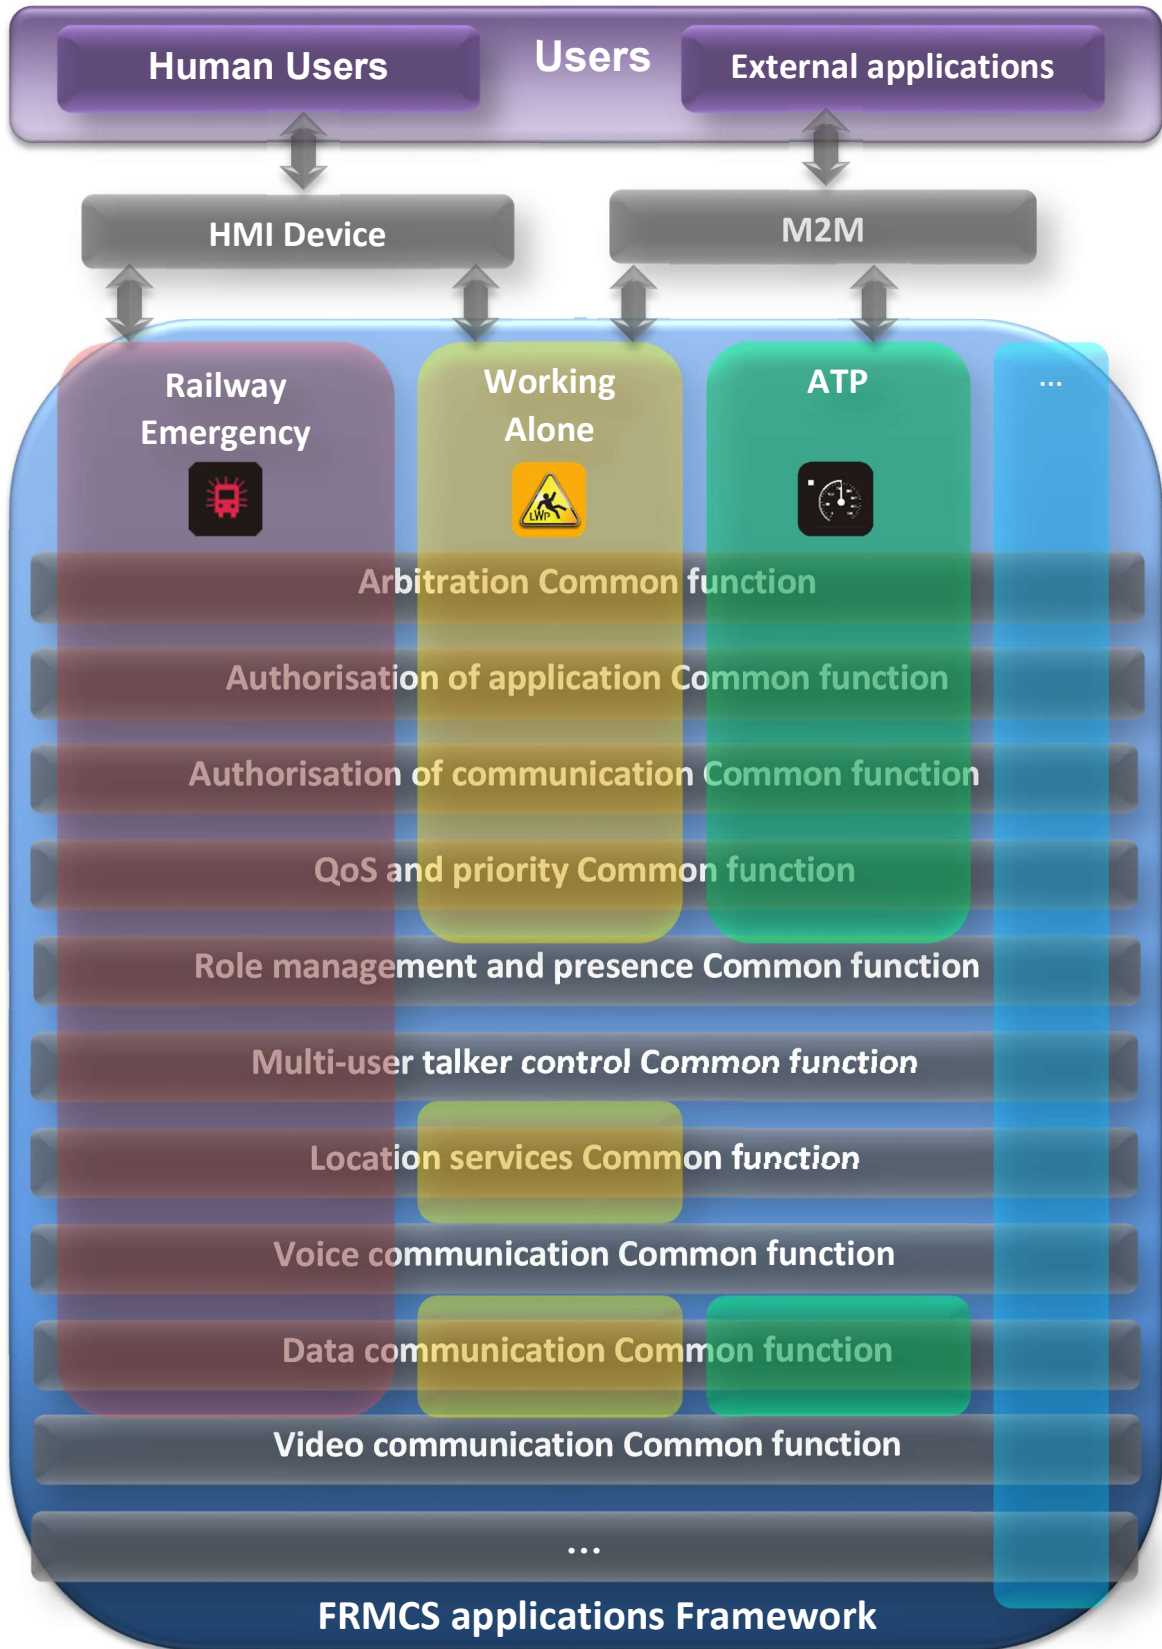 Users
Human Users
External applications
HMI Device
M2M
Railway
Emergency
Working
Alone
ATP
...
LWP
Arbitration Common function
Authorisation of application Common function
Authorisation of communication Common function
QoS and priority Common function
Role management and presence Common function
Multi-user talker control Common function
Location services Common function
Voice communication Common function
Data communication Common function
Video communication Common function
...
FRMCS applications Framework